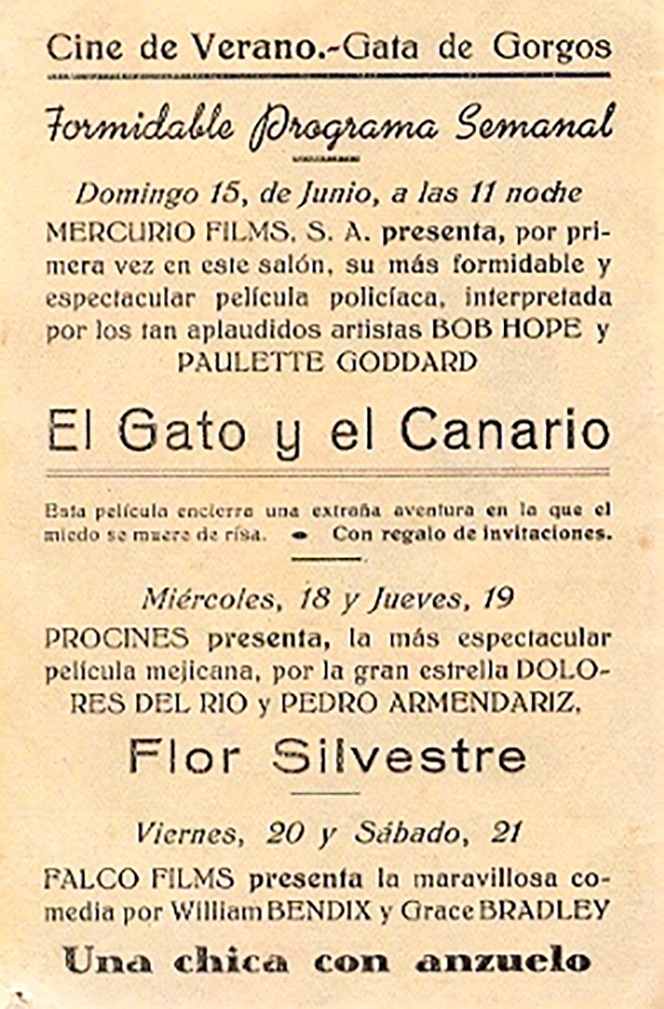 Cine de Verano.-Gata de Gorgos
Formidable Programa Semanal
Domingo 15, de Junio, a las 11 noche
MERCURIO FILMS, S. A. presenta, por pri-
mera vez en este salón, su más formidable y
espectacular película policíaca, interpretada
por los tan aplaudidos artistas BOB HOPE y
PAULETTE GODDARD
El Gato y el Canario
Esta película encierra una extraña aventura en la que el
miedo se muere de risa. - Con regalo de invitaciones.
Miércoles, 18 y Jueves, 19
PROCINES presenta, la más espectacular
película mejicana, por la gran estrella DOLO-
RES DEL RIO y PEDRO ARMENDARIZ,
Flor Silvestre
Viernes, 20 y Sábado, 21
FALCO FILMS presenta la maravillosa co-
media por William BENDIX y Grace BRADLEY
Una chica con anzuelo